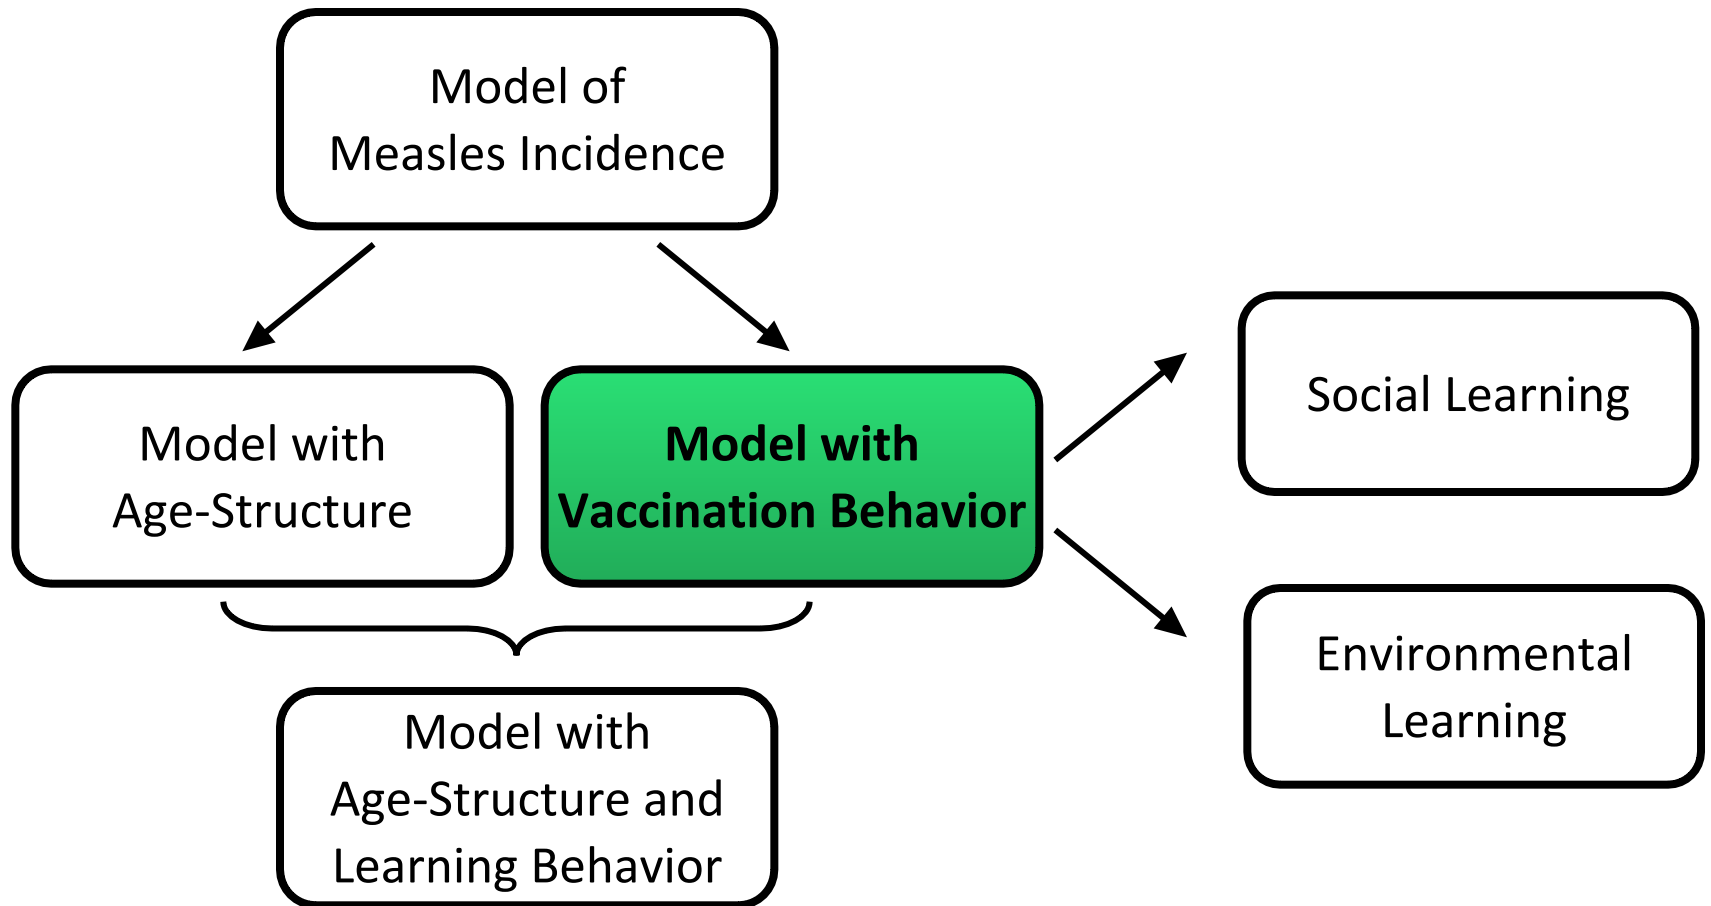 Model of
Measles Incidence
Model with
Age-Structure
Model with
Vaccination Behavior
Social Learning
Environmental
Learning
Model with
Age-Structure and
Learning Behavior